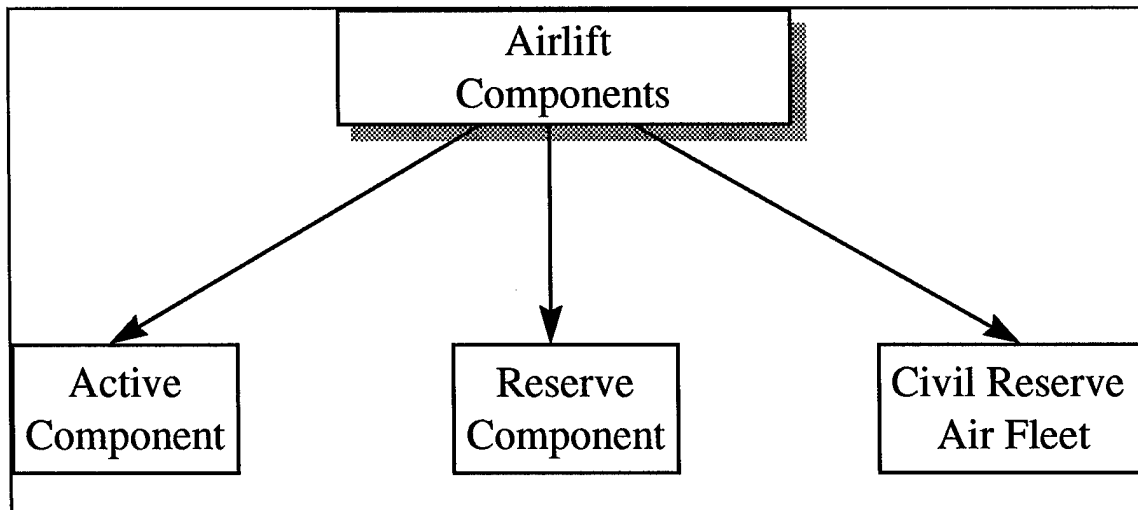 Airlift
Components
Active
Component
Reserve
Component
Civil Reserve
Air Fleet